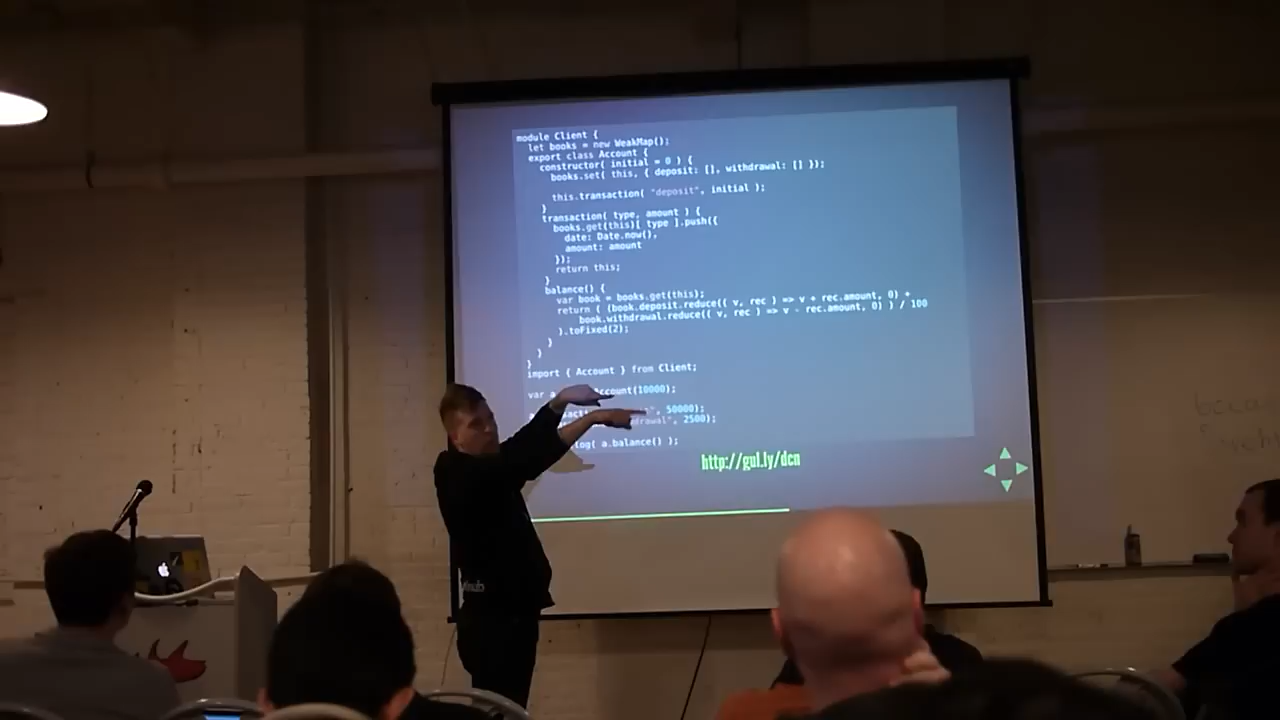 module Client {
let books = new WeakMap();
export class Account {
constructor( initial = 0 ) {
books.set( this, { deposit: [], withdrawal: [] });
this.transaction( "deposit", initial );
}
transaction( type, amount ) {
books.get(this)[ type ].push({
date: Date.now(),
amount: amount
});
return this;
}
balance() {
var book = books.get(this);
return ( (book.deposit.reduce(( v, rec ) => v + rec.amount, 0) +
book.withdrawal.reduce(( v, rec ) => v - rec.amount, 0) ) / 100
).toFixed(2);
}
}
}
import { Account } from Client;
var a Account(10000);
50000);
drawal", 2500);
log( a.balance() );
http://gul.ly/dcn